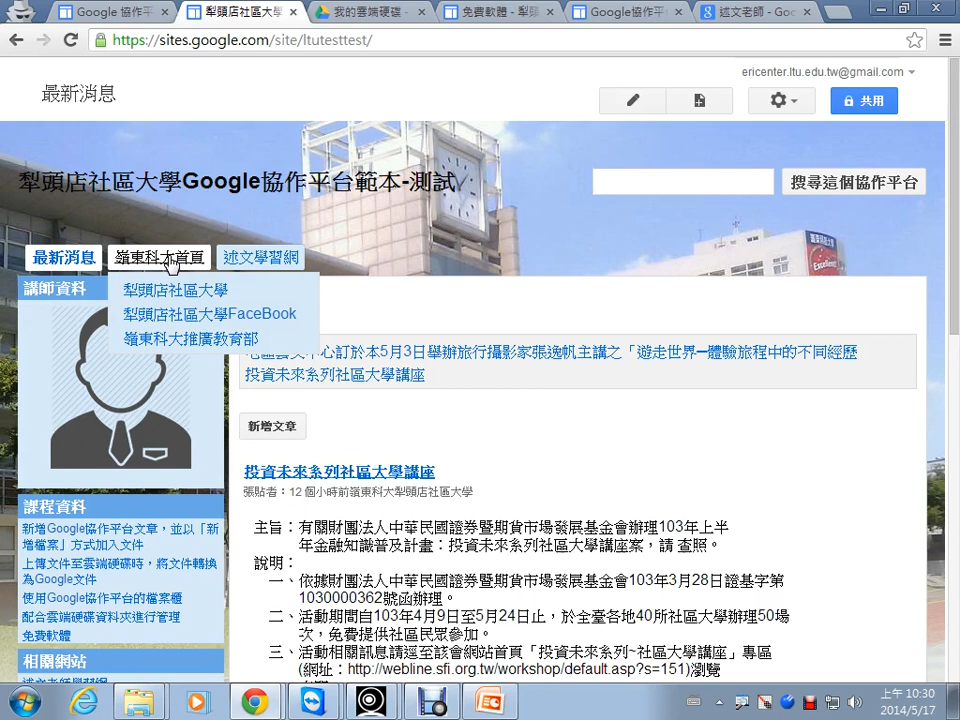 Google 協作平
犁頭店社區大學
我的雲端硬碟 -
免費軟體 - 犁頭
Google協作平
述文老師 - Goo
https://sites.google.com/site/ltutesttest/
ericenter.ltu.edu.tw@gmail.com
最新消息
共用
犁頭店社區大學Google協作平台範本-測試
搜尋這個協作平台
最新消息 嶺東科大首頁 述文學習網
講師資料
犁頭店社區大學
犁頭店社區大學FaceBook
嶺東科大推廣教育部
心訂於本5月3日舉辦旅行攝影家張逸帆主講之「遊走世界─體驗旅程中的不同經歷
投資未來系列社區大學講座
新增文章
投資未來系列社區大學講座
張貼者：12 個小時前嶺東科大犁頭店社區大學
主旨：有關財團法人中華民國證券暨期貨市場發展基金會辦理103年上半
年金融知識普及計畫：投資未來系列社區大學講座案，請 查照。
說明：
一、依據財團法人中華民國證券暨期貨市場發展基金會103年3月28日證基字第
1030000362號函辦理。
二、活動期間自103年4月9日至5月24日止，於全臺各地40所社區大學辦理50場
次，免費提供社區民眾參加。
三、活動相關訊息請逕至該會網站首頁「投資未來系列~社區大學講座」專區
(網址：http://webline.sfi.org.tw/workshop/default.asp?s=151)瀏覽
課程資料
新增Google協作平台文章，並以「新
增檔案」方式加入文件
上傳文件至雲端硬碟時，將文件轉換
為Google文件
使用Google協作平台的檔案櫃
配合雲端硬碟資料夾進行管理
免費軟體
相關網站
上午 10:30
2014/5/17